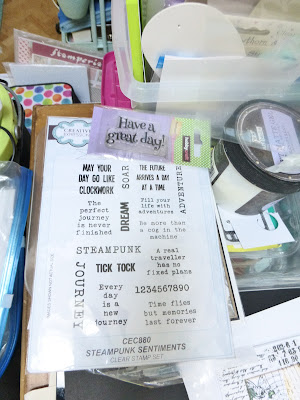 Stamperia
Have a
great day!
CREATIVE
MAY YOUR
DAY GO LIKE
CLOCKWORK
SOAR
THE FUTURE
ARRIVES A DAY
AT A TIME
ADVENTURE
The
perfect
journey
is never
finished
DREAM
Fill your
life with
adventures
Be more than
a cog in the
machine
STEAMPUNK
A real
traveller
has no
fixed plans
JOURNEY
TICK TOCK
Every
day is
a new
journey
1234567890
Time flies
but memories
last forever
CEC880
STEAMPUNK SENTIMENTS
CLEAR STAMP SET